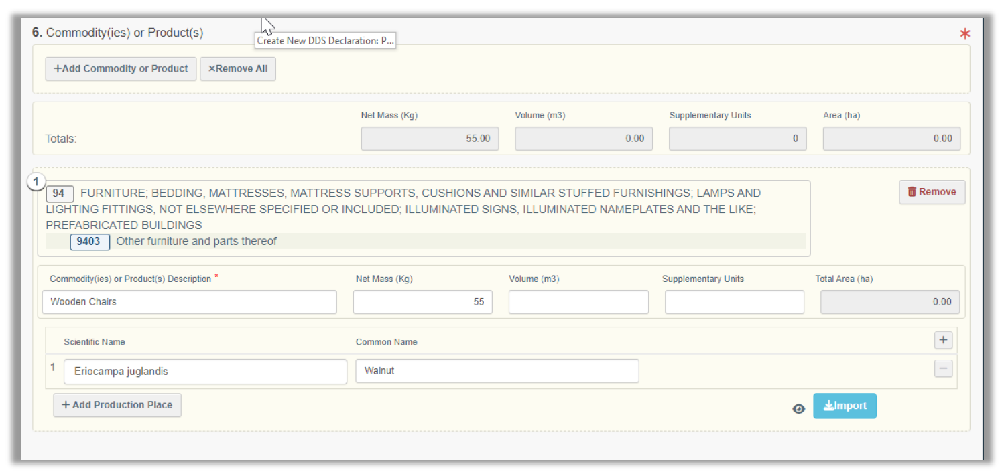 6. Commodity(ies) or Product(s)
*
Create New DDS Declaration: P...
+Add Commodity or Product
×Remove All
Net Mass (Kg)
Volume (m3)
Supplementary Units
Area (ha)
Totals:
55.00
0.00
0
0.00
1
94 FURNITURE; BEDDING, MATTRESSES, MATTRESS SUPPORTS, CUSHIONS AND SIMILAR STUFFED FURNISHINGS; LAMPS AND
LIGHTING FITTINGS, NOT ELSEWHERE SPECIFIED OR INCLUDED; ILLUMINATED SIGNS, ILLUMINATED NAMEPLATES AND THE LIKE;
PREFABRICATED BUILDINGS
9403 Other furniture and parts thereof
Remove
Commodity(ies) or Product(s) Description *
Net Mass (Kg)
Volume (m3)
Supplementary Units
Total Area (ha)
Wooden Chairs
55
0.00
Scientific Name
Common Name
+
1
Eriocampa juglandis
Walnut
−
+ Add Production Place
Import